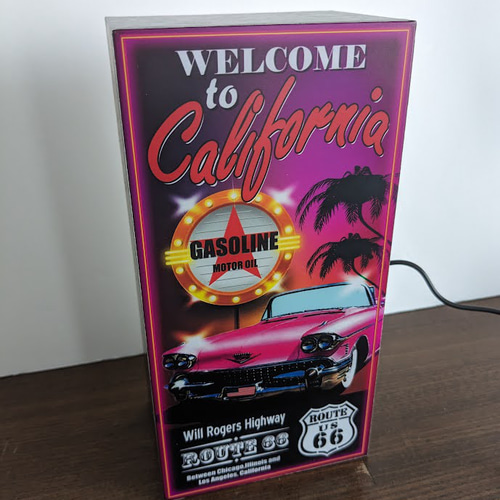 WELCOME
to
California
GASOLINE
MOTOR OIL
Will Rogers Highway
ROUTE 66
Between Chicago,Illinois and
Los Angeles, California
ROUTE
US
66